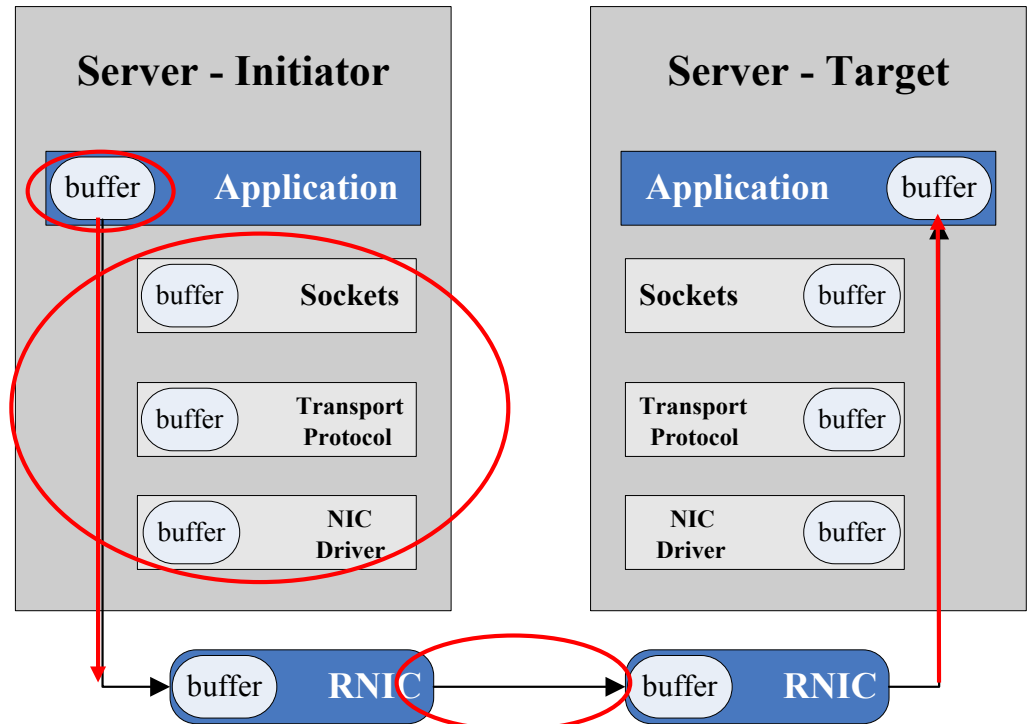 Server - Initiator
buffer Application
buffer Sockets
buffer Transport
Protocol
buffer NIC
Driver
buffer RNIC
Server - Target
Application buffer
Sockets buffer
Transport
Protocol buffer
NIC
Driver buffer
buffer RNIC